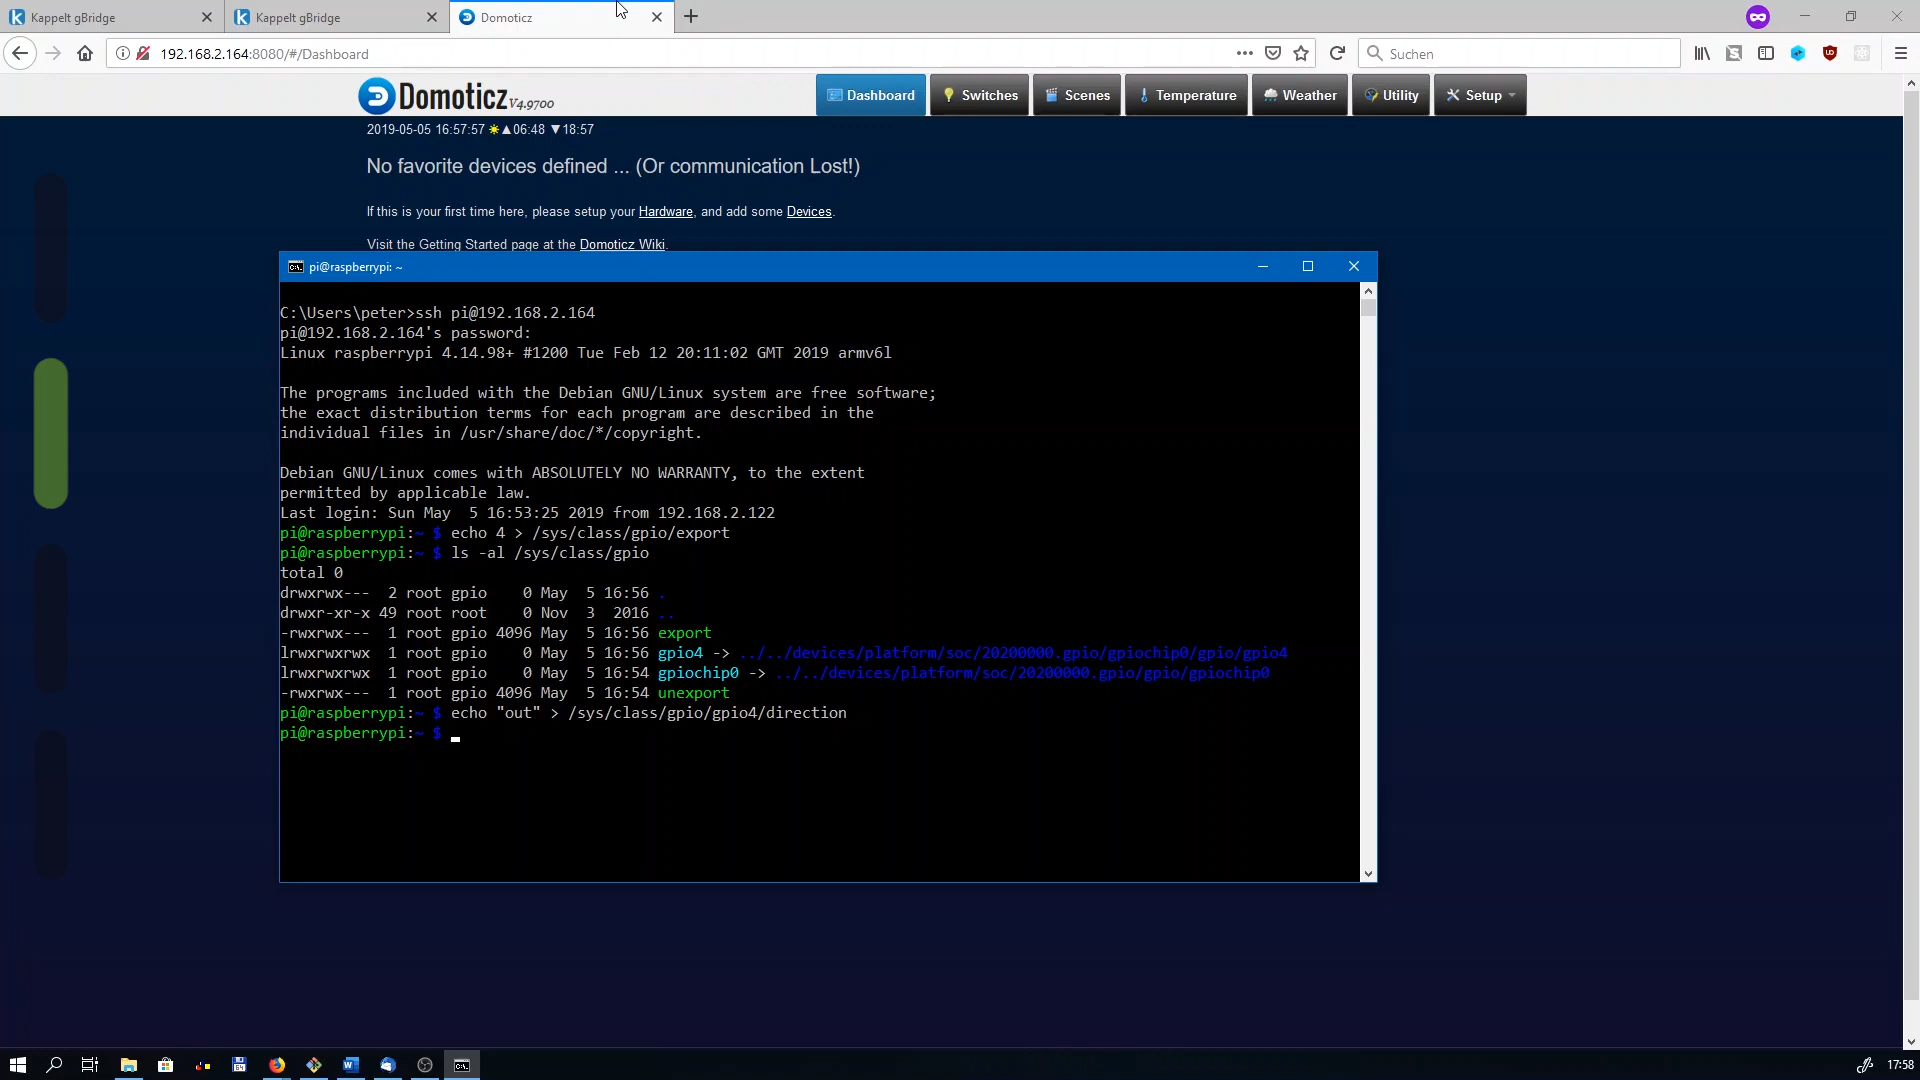 Kappelt gBridge
Kappelt gBridge
Domoticz
192.168.2.164:8080/#/Dashboard
Suchen
Domoticz V4.9700
Dashboard
Switches
Scenes
Temperature
Weather
Utility
Setup
2019-05-05 16:57:57 ☀▲06:48 ▼18:57
No favorite devices defined ... (Or communication Lost!)
If this is your first time here, please setup your Hardware, and add some Devices.
Visit the Getting Started page at the Domoticz Wiki.
pi@raspberrypi: ~
C:\Users\peter>ssh pi@192.168.2.164
pi@192.168.2.164's password:
Linux raspberrypi 4.14.98+ #1200 Tue Feb 12 20:11:02 GMT 2019 armv6l
The programs included with the Debian GNU/Linux system are free software;
the exact distribution terms for each program are described in the
individual files in /usr/share/doc/*/copyright.
Debian GNU/Linux comes with ABSOLUTELY NO WARRANTY, to the extent
permitted by applicable law.
Last login: Sun May  5 16:53:25 2019 from 192.168.2.122
pi@raspberrypi:~ $ echo 4 > /sys/class/gpio/export
pi@raspberrypi:~ $ ls -al /sys/class/gpio
total 0
drwxrwx---  2 root gpio    0 May  5 16:56 .
drwxr-xr-x 49 root root    0 Nov  3  2016 ..
-rwxrwx---  1 root gpio 4096 May  5 16:56 export
lrwxrwxrwx  1 root gpio    0 May  5 16:56 gpio4 -> ../../devices/platform/soc/20200000.gpio/gpiochip0/gpio/gpio4
lrwxrwxrwx  1 root gpio    0 May  5 16:54 gpiochip0 -> ../../devices/platform/soc/20200000.gpio/gpio/gpiochip0
-rwxrwx---  1 root gpio 4096 May  5 16:54 unexport
pi@raspberrypi:~ $ echo "out" > /sys/class/gpio/gpio4/direction
pi@raspberrypi:~ $
17:58